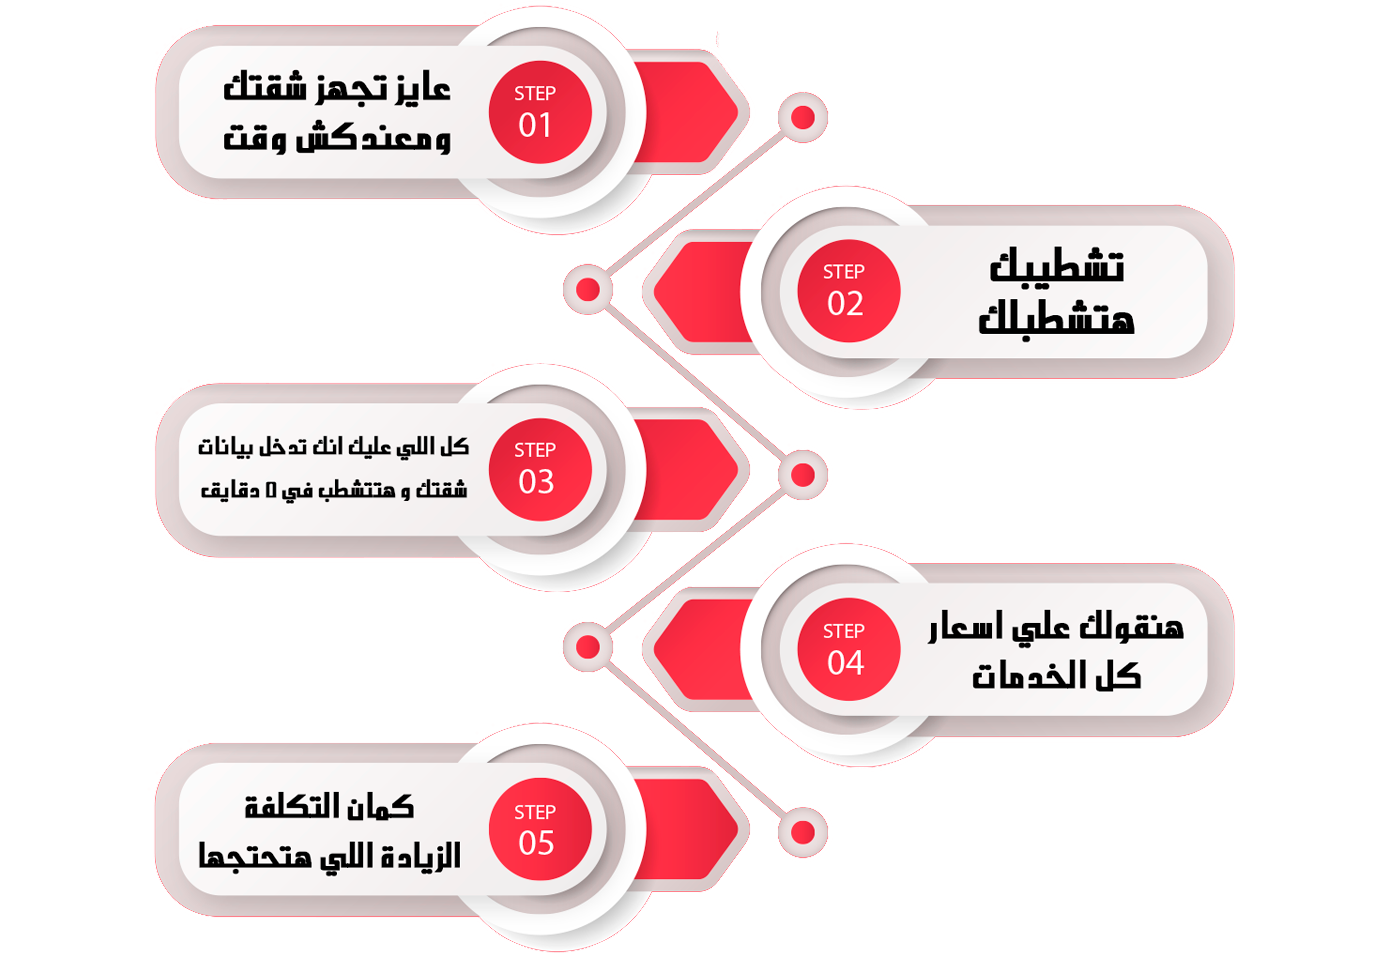 عايز تجهز شقتك
ومعندكش وقت
STEP
01
تشطيبك
هتشطبلك
STEP
02
كل اللي عليك انك تدخل بيانات
شقتك و هتتشطب في 0 دقايق
STEP
03
هنقولك علي اسعار
كل الخدمات
STEP
04
كمان التكلفة
الزيادة اللي هتحتجها
STEP
05